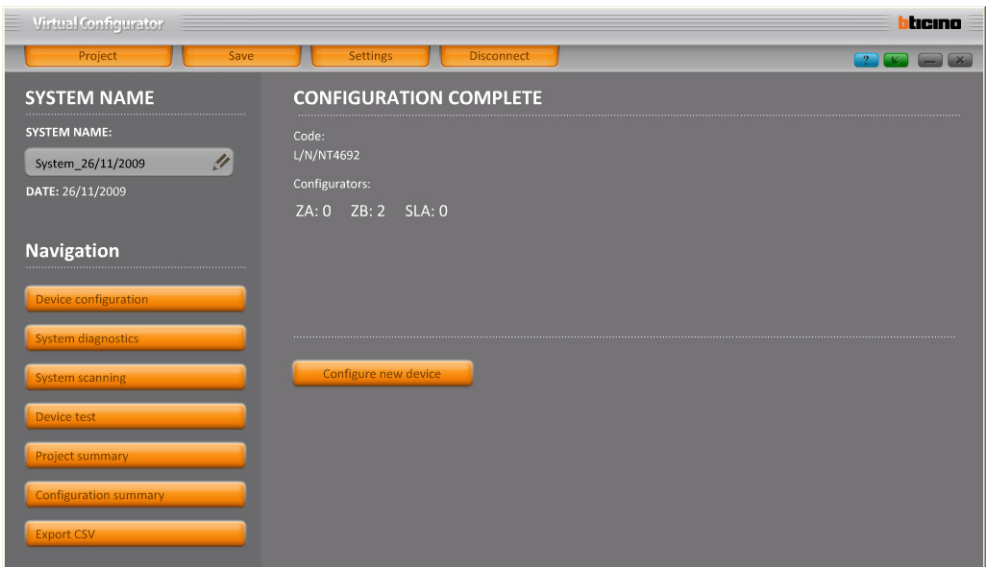 Virtual Configurator
bticino
Project Save Settings Disconnect
?
SYSTEM NAME
SYSTEM NAME:
System_26/11/2009
DATE: 26/11/2009
Navigation
Device configuration
System diagnostics
System scanning
Device test
Project summary
Configuration summary
Export CSV
CONFIGURATION COMPLETE
Code:
L/N/NT4692
Configurators:
ZA: 0 ZB: 2 SLA: 0
Configure new device